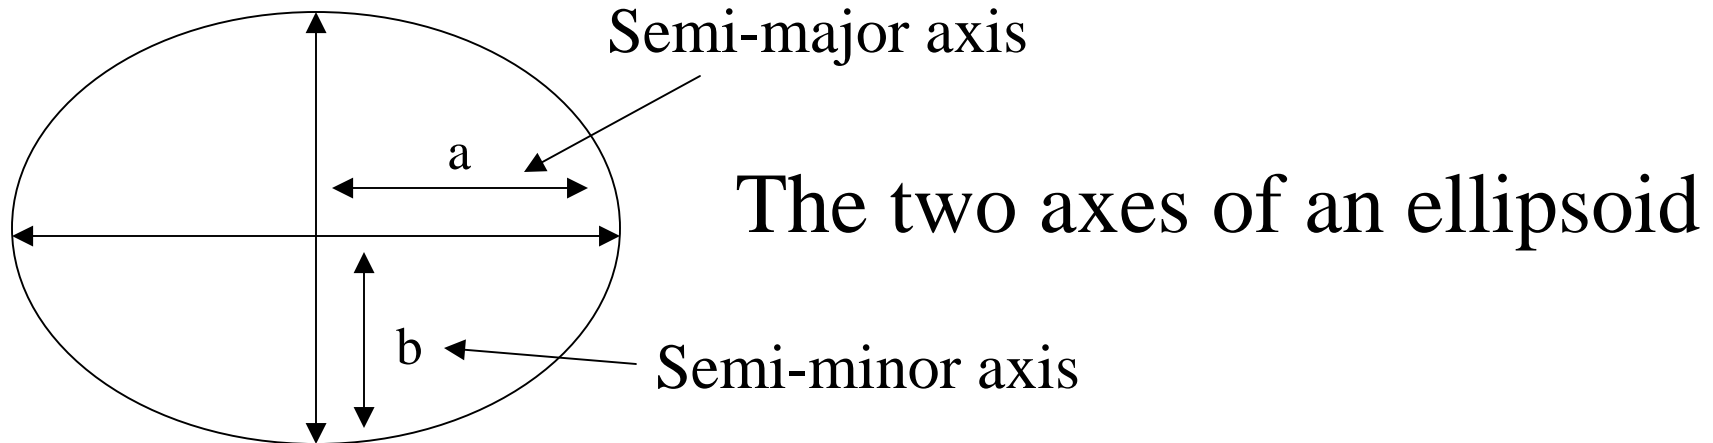 Semi-major axis
a
The two axes of an ellipsoid
b
Semi-minor axis